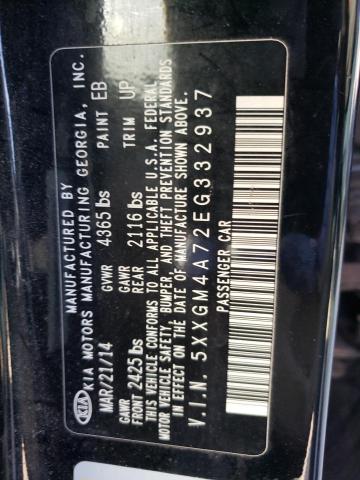 KIA
MANUFACTURED BY
KIA MOTORS MANUFACTURING GEORGIA, INC.
MAR/21/14 GVWR 4365 lbs PAINT EB
GAWR GAWR TRIM UP
FRONT 2425 lbs REAR 2116 lbs
THIS VEHICLE CONFORMS TO ALL APPLICABLE U.S.A. FEDERAL
MOTOR VEHICLE SAFETY, BUMPER, AND THEFT PREVENTION STANDARDS
IN EFFECT ON THE DATE OF MANUFACTURE SHOWN ABOVE.
V.I.N. 5XXGM4A72EG332937
PASSENGER CAR